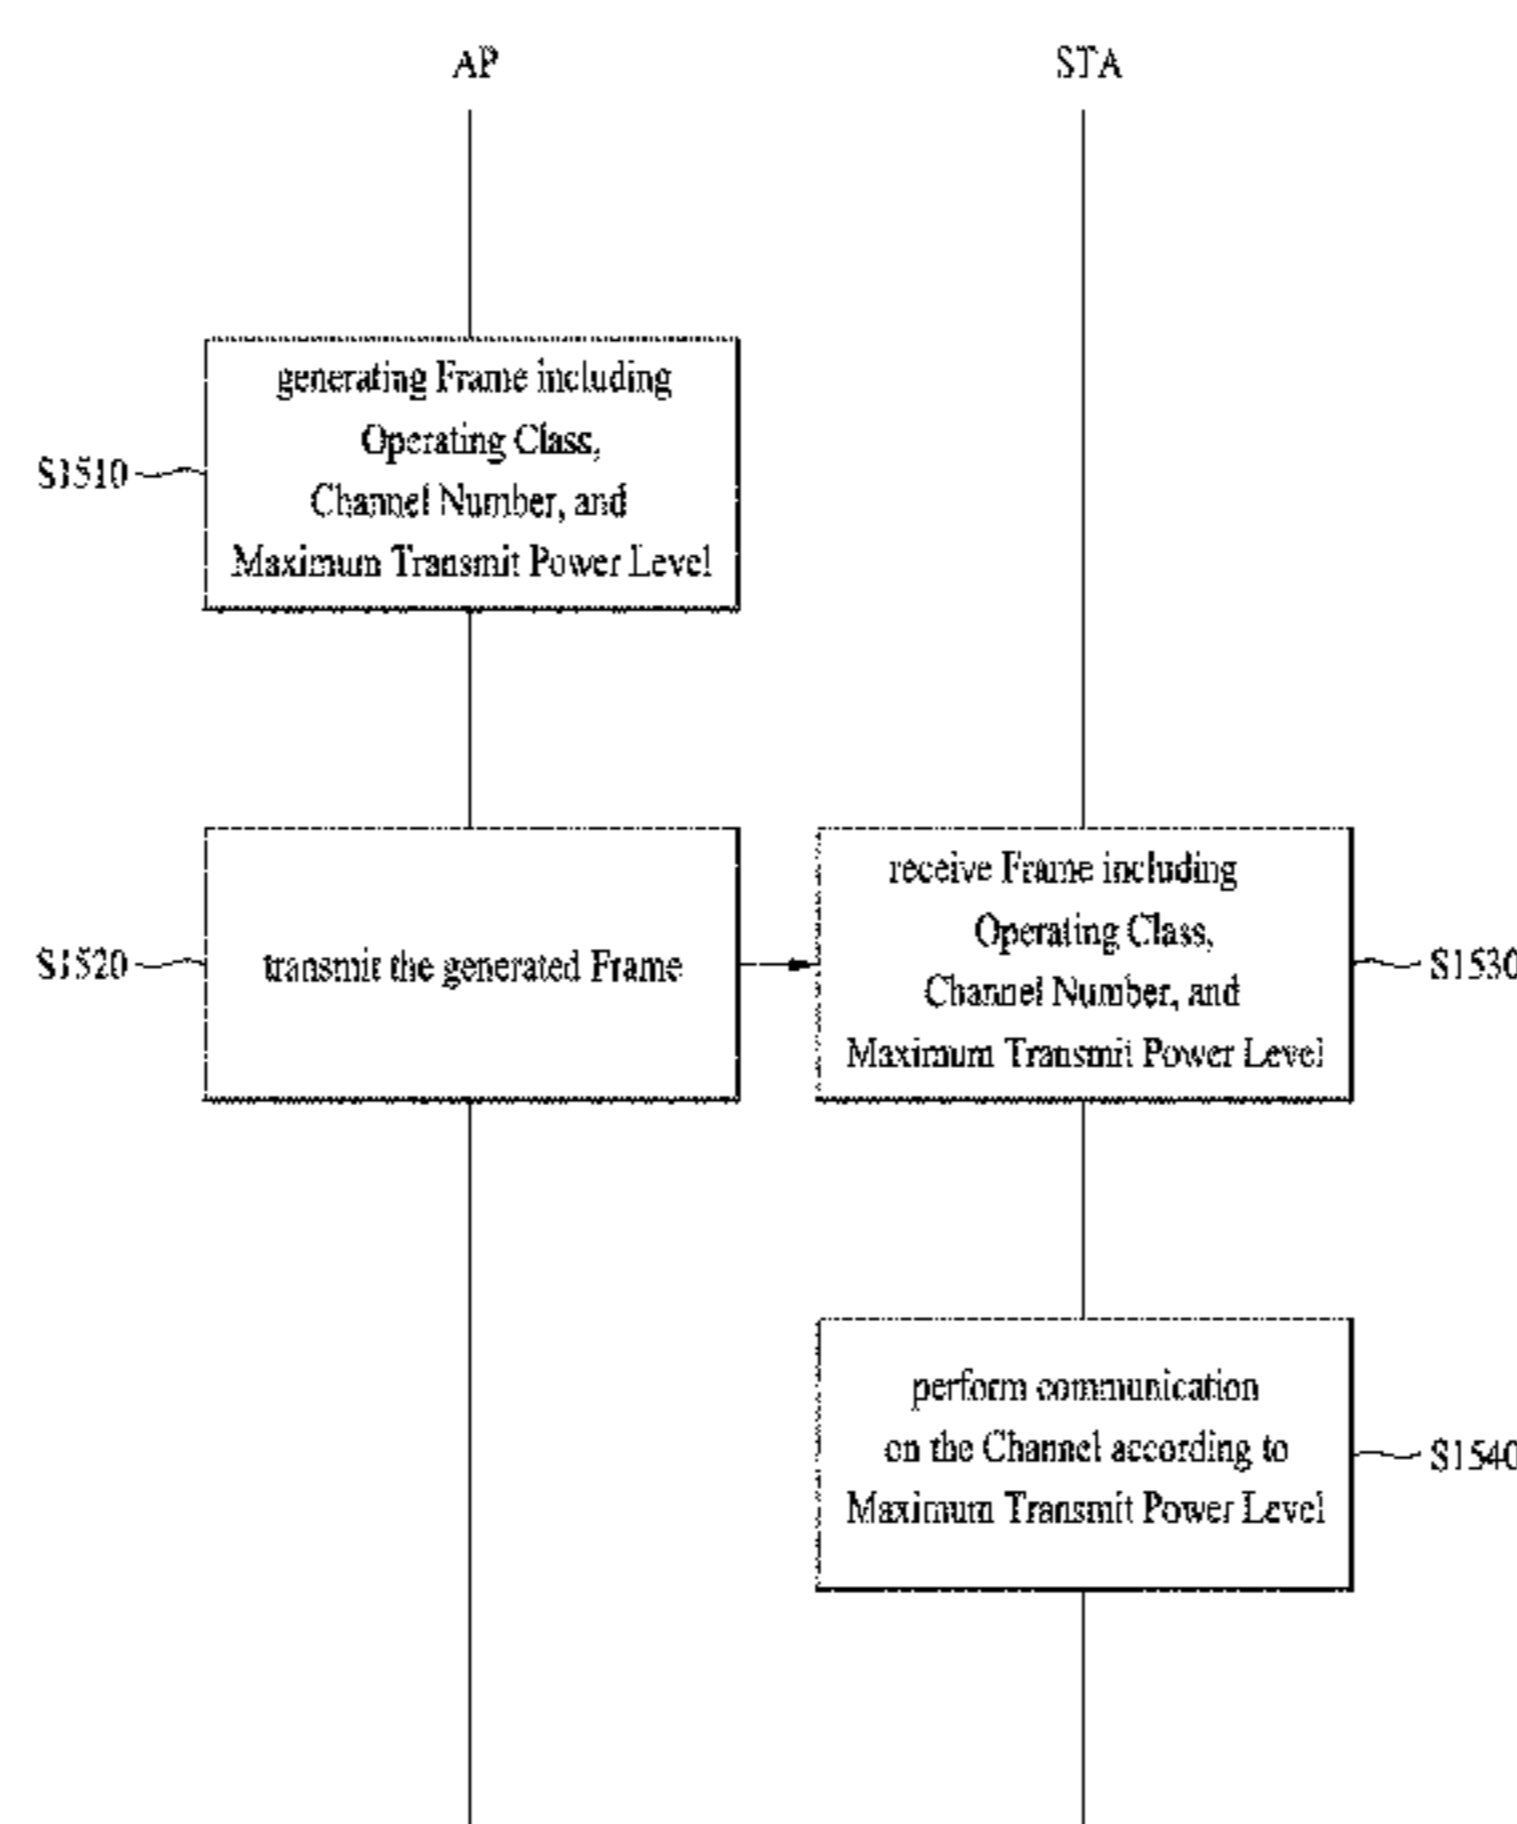 AP
STA
generating Frame including
Operating Class,
Channel Number, and
Maximum Transmit Power Level
S1510
transmit the generated Frame
S1520
receive Frame including
Operating Class,
Channel Number, and
Maximum Transmit Power Level
S1530
perform communication
on the Channel according to
Maximum Transmit Power Level
S1540